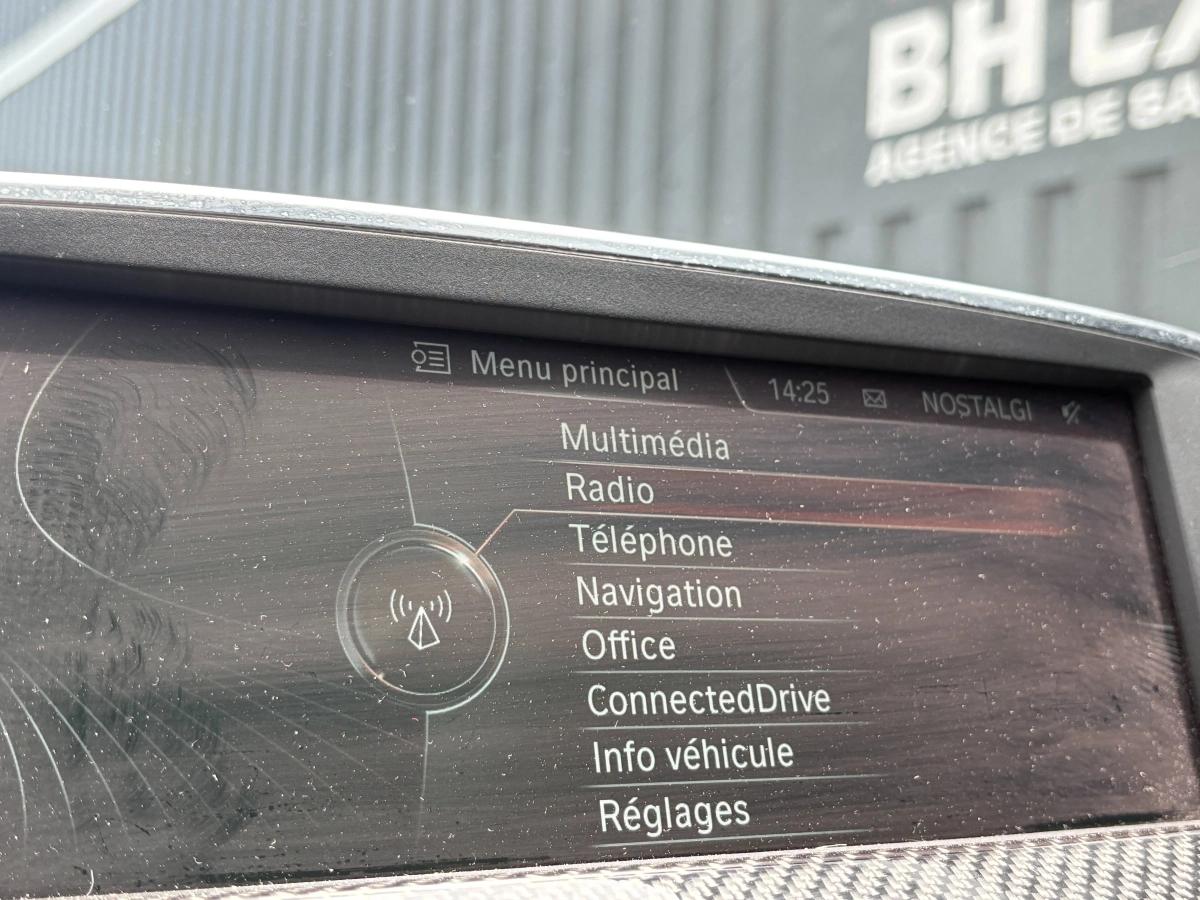 BH LA
AGENCE DE SA
Menu principal 14:25 NOSTALGI
Multimédia
Radio
Téléphone
Navigation
Office
ConnectedDrive
Info véhicule
Réglages